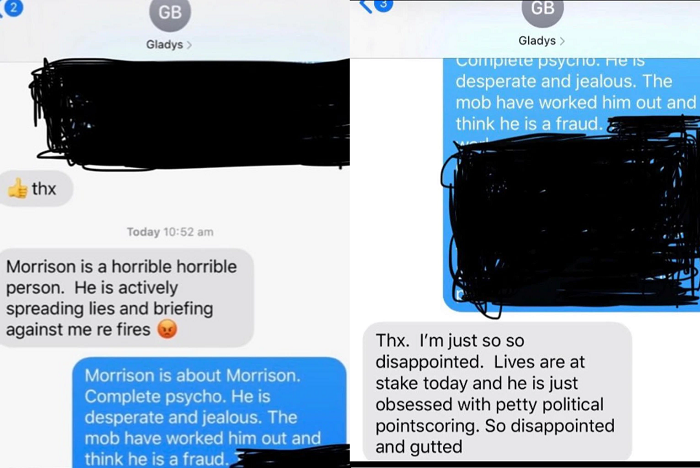 2
GB
Gladys >
👍 thx
Today 10:52 am
Morrison is a horrible horrible
person.  He is actively
spreading lies and briefing
against me re fires 😡
Morrison is about Morrison.
Complete psycho. He is
desperate and jealous. The
mob have worked him out and
think he is a fraud.
3
GB
Gladys >
Complete psycho. He is
desperate and jealous. The
mob have worked him out and
think he is a fraud.
Thx.  I'm just so so
disappointed.  Lives are at
stake today and he is just
obsessed with petty political
pointscoring. So disappointed
and gutted